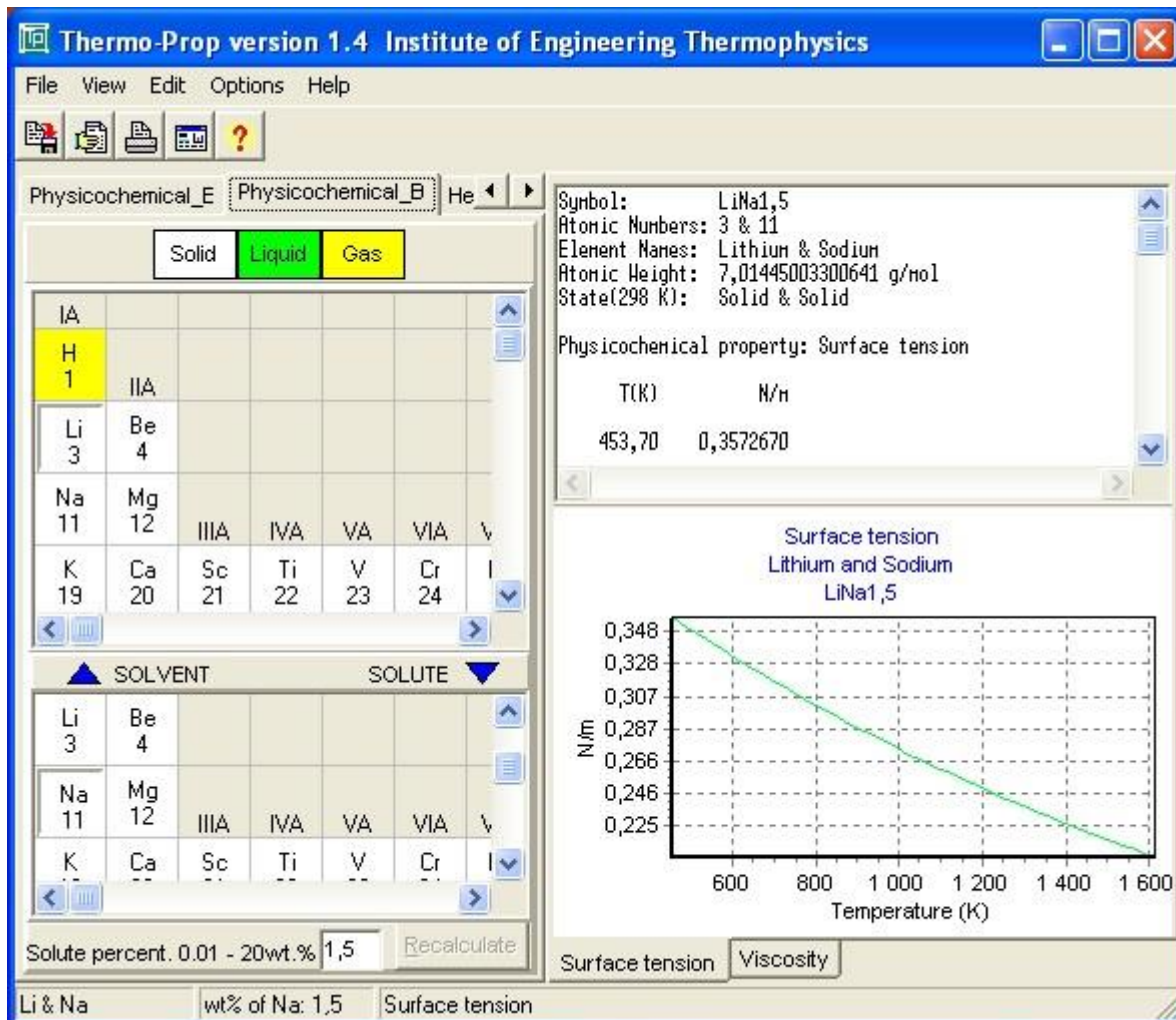 Thermo-Prop version 1.4 Institute of Engineering Thermophysics
File View Edit Options Help
Physicochemical_E Physicochemical_B He
Solid Liquid Gas
IA
H
1
IIA
Li Be
3 4
Na Mg
11 12 IIIA IVA VA VIA V
K Ca Sc Ti V Cr
19 20 21 22 23 24
SOLVENT SOLUTE
Li Be
3 4
Na Mg
11 12 IIIA IVA VA VIA V
K Ca Sc Ti V Cr
Solute percent. 0.01 - 20wt.% 1,5 Recalculate
Symbol: LiNa1,5
Atomic Numbers: 3 & 11
Element Names: Lithium & Sodium
Atomic Weight: 7,01445003300641 g/mol
State(298 K): Solid & Solid
Physicochemical property: Surface tension
T(K) N/m
453,70 0,3572670
Surface tension
Lithium and Sodium
LiNa1,5
0,348
0,328
0,307
0,287
0,266
0,246
0,225
N/m
600 800 1 000 1 200 1 400 1 600
Temperature (K)
Surface tension Viscosity
Li & Na wt% of Na: 1,5 Surface tension